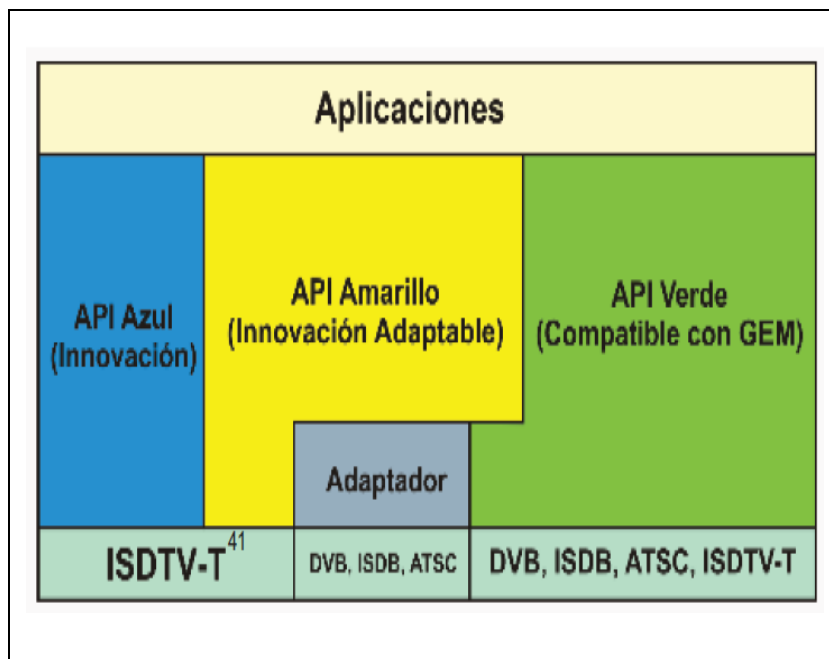 Aplicaciones
API Azul
(Innovación)
API Amarillo
(Innovación Adaptable)
API Verde
(Compatible con GEM)
Adaptador
ISDTV-T41
DVB, ISDB, ATSC
DVB, ISDB, ATSC, ISDTV-T